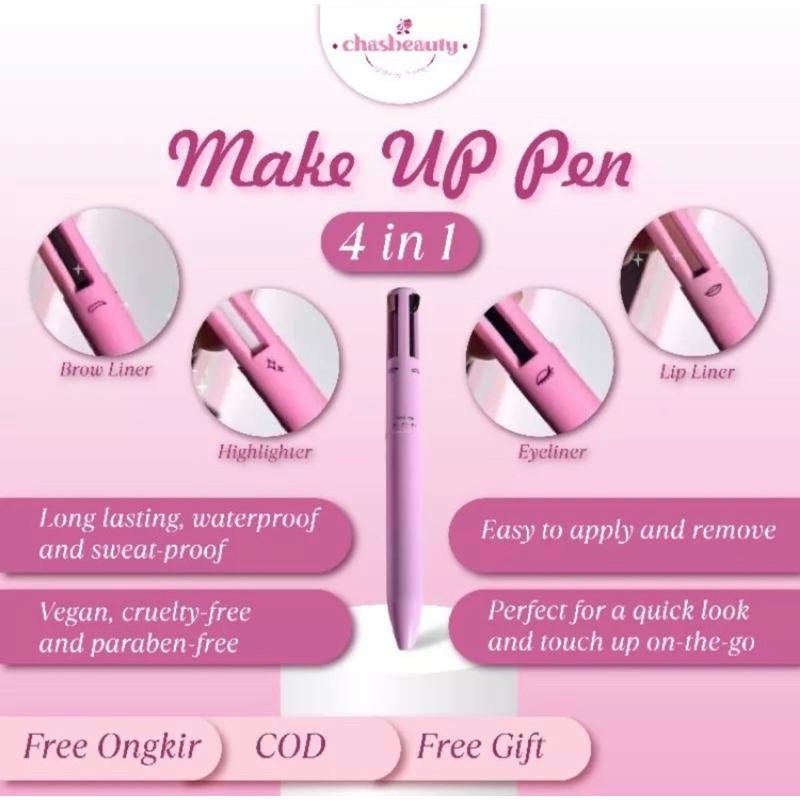 chasbeauty
Make UP Pen
4 in 1
Brow Liner
Highlighter
Eyeliner
Lip Liner
Long lasting, waterproof
and sweat-proof
Easy to apply and remove
Vegan, cruelty-free
and paraben-free
Perfect for a quick look
and touch up on-the-go
Free Ongkir
COD
Free Gift